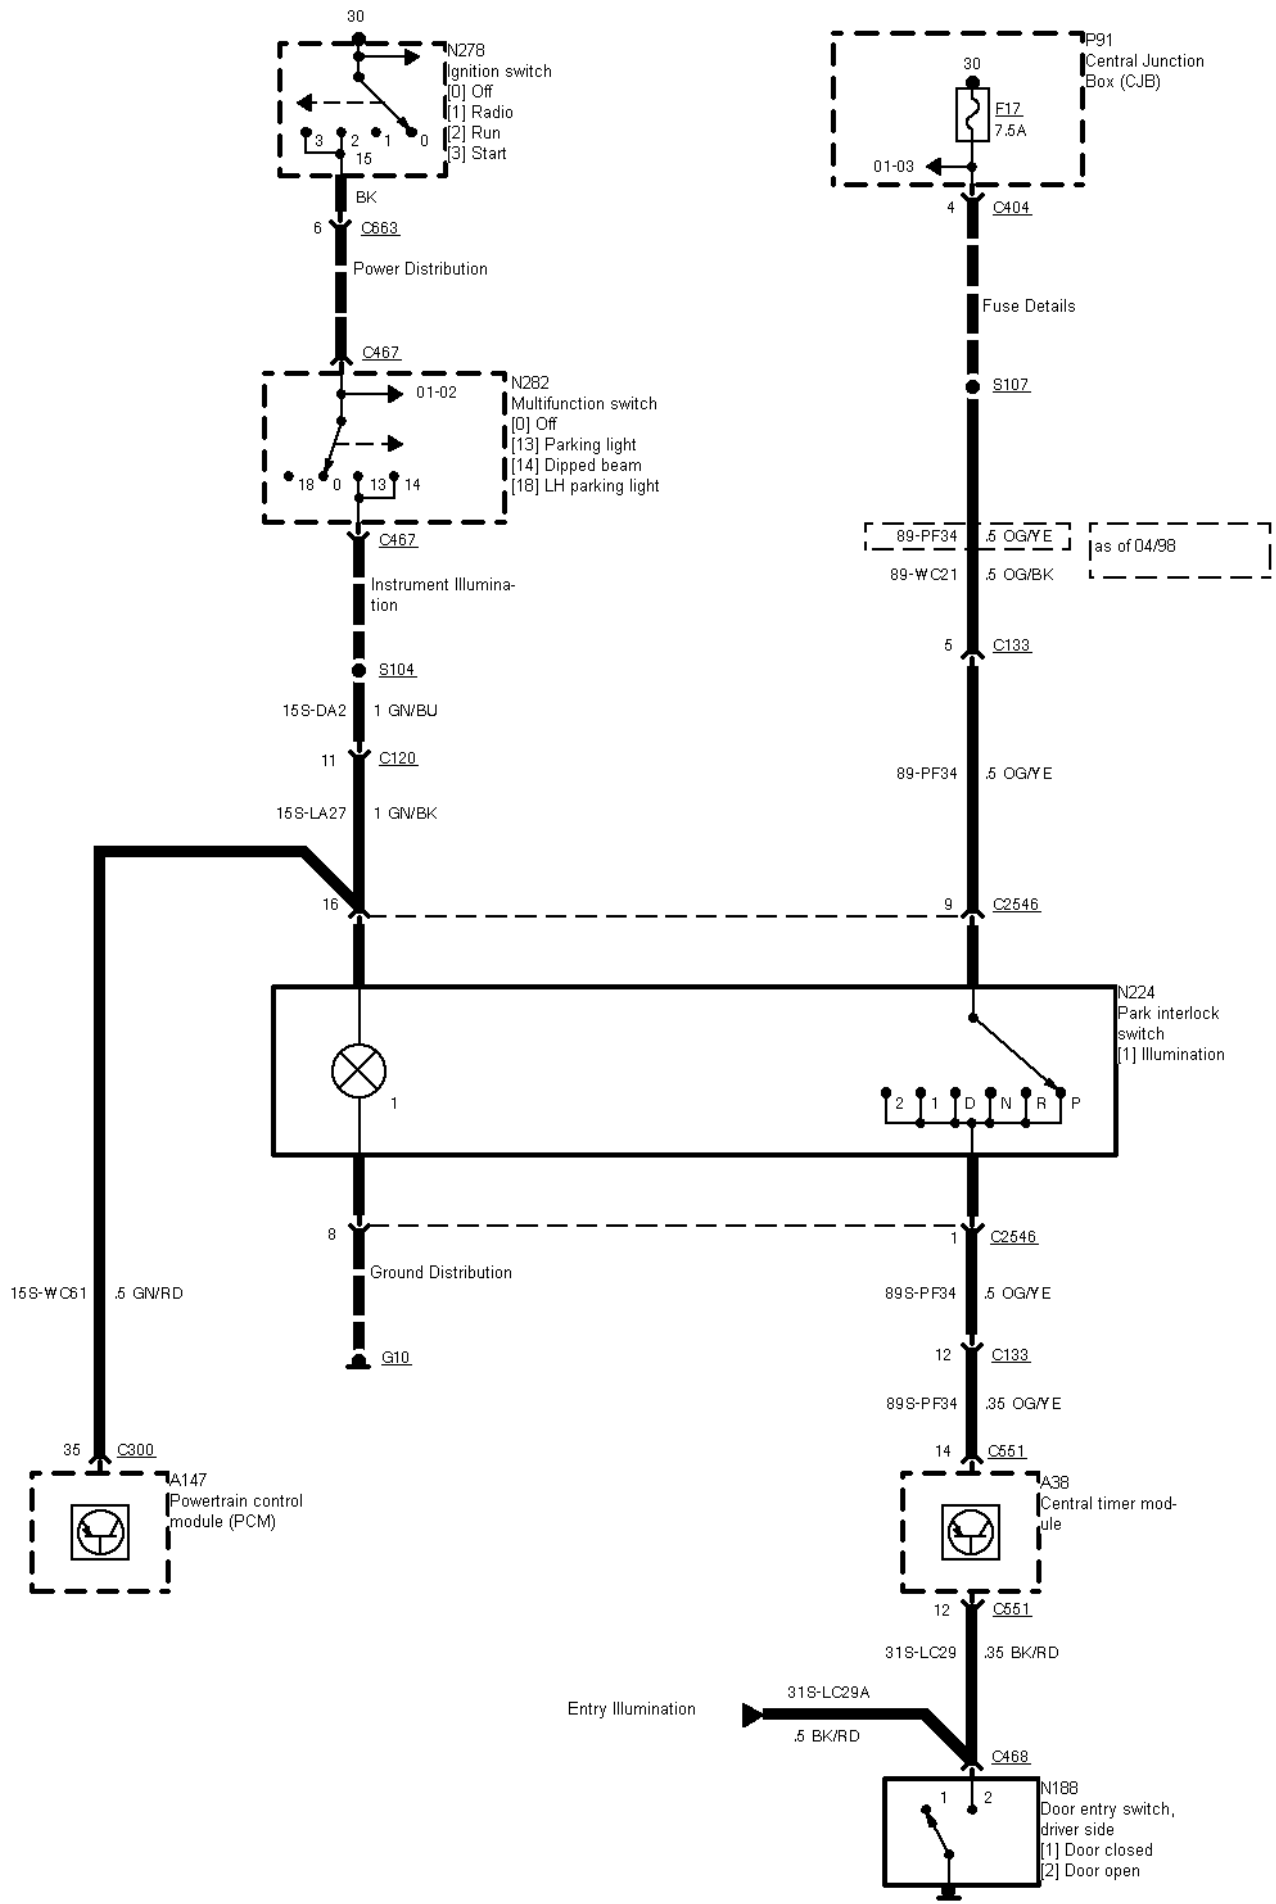 30
N278
Ignition switch
[0] Off
[1] Radio
[2] Run
[3] Start
3
2
1
0
15
BK
6
C663
Power Distribution
C467
01-02
N282
Multifunction switch
[0] Off
[13] Parking light
[14] Dipped beam
[18] LH parking light
18
0
13
14
C467
Instrument Illumina-
tion
S104
15S-DA2
1 GN/BU
11
C120
15S-LA27
1 GN/BK
16
P91
Central Junction
Box (CJB)
30
F17
7.5A
01-03
4
C404
Fuse Details
S107
89-PF34
.5 OG/YE
as of 04/98
89-WC21
.5 OG/BK
5
C133
89-PF34
.5 OG/YE
9
C2546
N224
Park interlock
switch
[1] Illumination
1
2
1
D
N
R
P
8
Ground Distribution
G10
1
C2546
89S-PF34
.5 OG/YE
12
C133
89S-PF34
.35 OG/YE
14
C551
15S-WC61
.5 GN/RD
35
C300
A147
Powertrain control
module (PCM)
A38
Central timer mod-
ule
12
C551
31S-LC29
.35 BK/RD
Entry Illumination
31S-LC29A
.5 BK/RD
C468
1
2
N188
Door entry switch,
driver side
[1] Door closed
[2] Door open